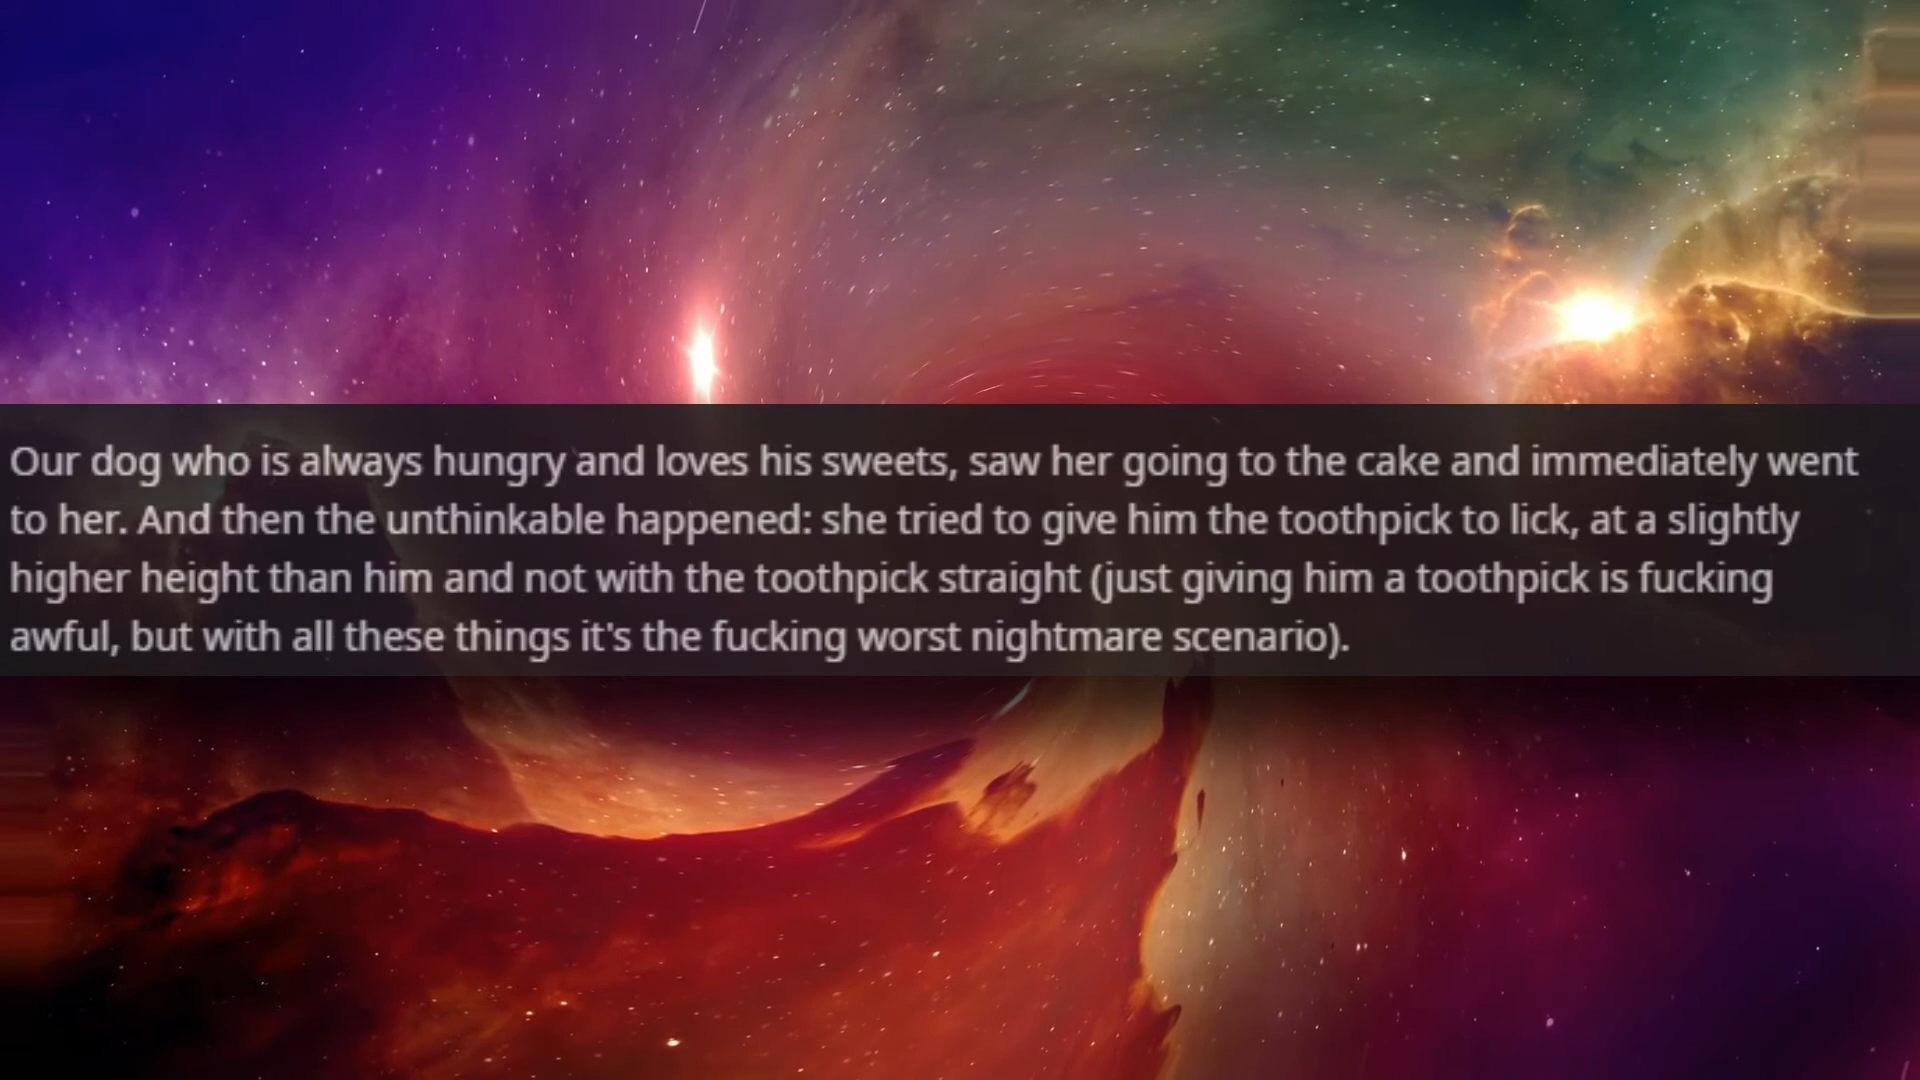 Our dog who is always hungry and loves his sweets, saw her going to the cake and immediately went
to her. And then the unthinkable happened: she tried to give him the toothpick to lick, at a slightly
higher height than him and not with the toothpick straight (just giving him a toothpick is fucking
awful, but with all these things it's the fucking worst nightmare scenario).